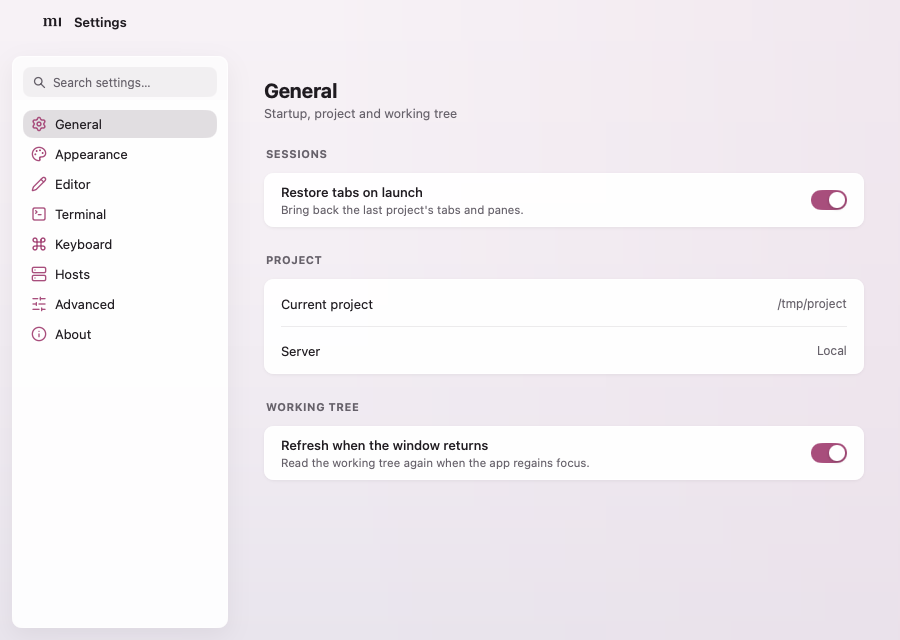 mı Settings
Search settings...
General
Appearance
Editor
Terminal
Keyboard
Hosts
Advanced
About
General
Startup, project and working tree
SESSIONS
Restore tabs on launch
Bring back the last project's tabs and panes.
PROJECT
Current project /tmp/project
Server Local
WORKING TREE
Refresh when the window returns
Read the working tree again when the app regains focus.